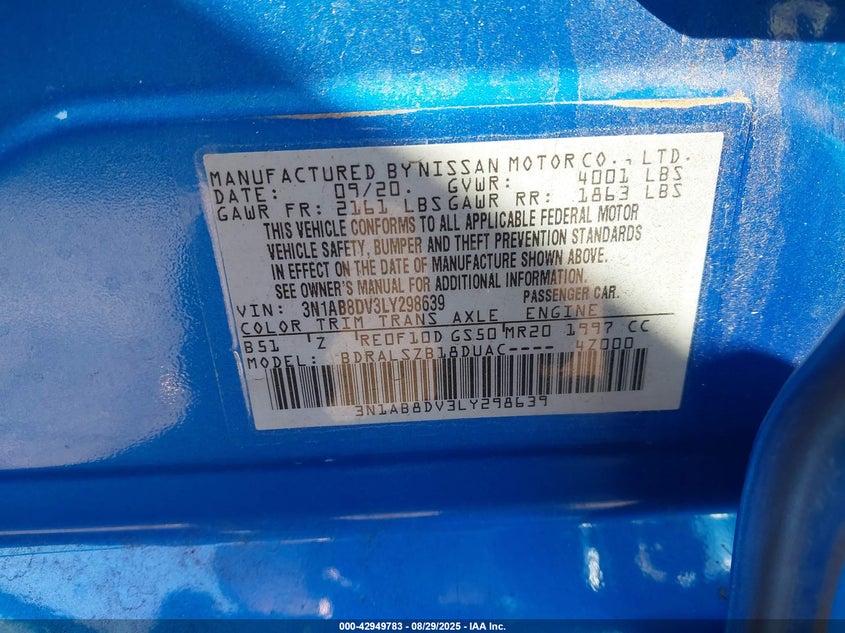 MANUFACTURED BY NISSAN MOTOR CO., LTD.
DATE: 09/20. GVWR: 4001 LBS
GAWR FR: 2161 LBS GAWR RR: 1863 LBS
THIS VEHICLE CONFORMS TO ALL APPLICABLE FEDERAL MOTOR
VEHICLE SAFETY, BUMPER AND THEFT PREVENTION STANDARDS
IN EFFECT ON THE DATE OF MANUFACTURE SHOWN ABOVE.
SEE OWNER'S MANUAL FOR ADDITIONAL INFORMATION.
VIN: 3N1AB8DV3LY298639 PASSENGER CAR.
COLOR TRIM TRANS AXLE ENGINE
B51 Z RE0F10D GS50 MR20 1997 CC
MODEL: BDRALSZB18DUAC---- 4Z000
3N1AB8DV3LY298639
000-42949783 - 08/29/2025 - IAA Inc.